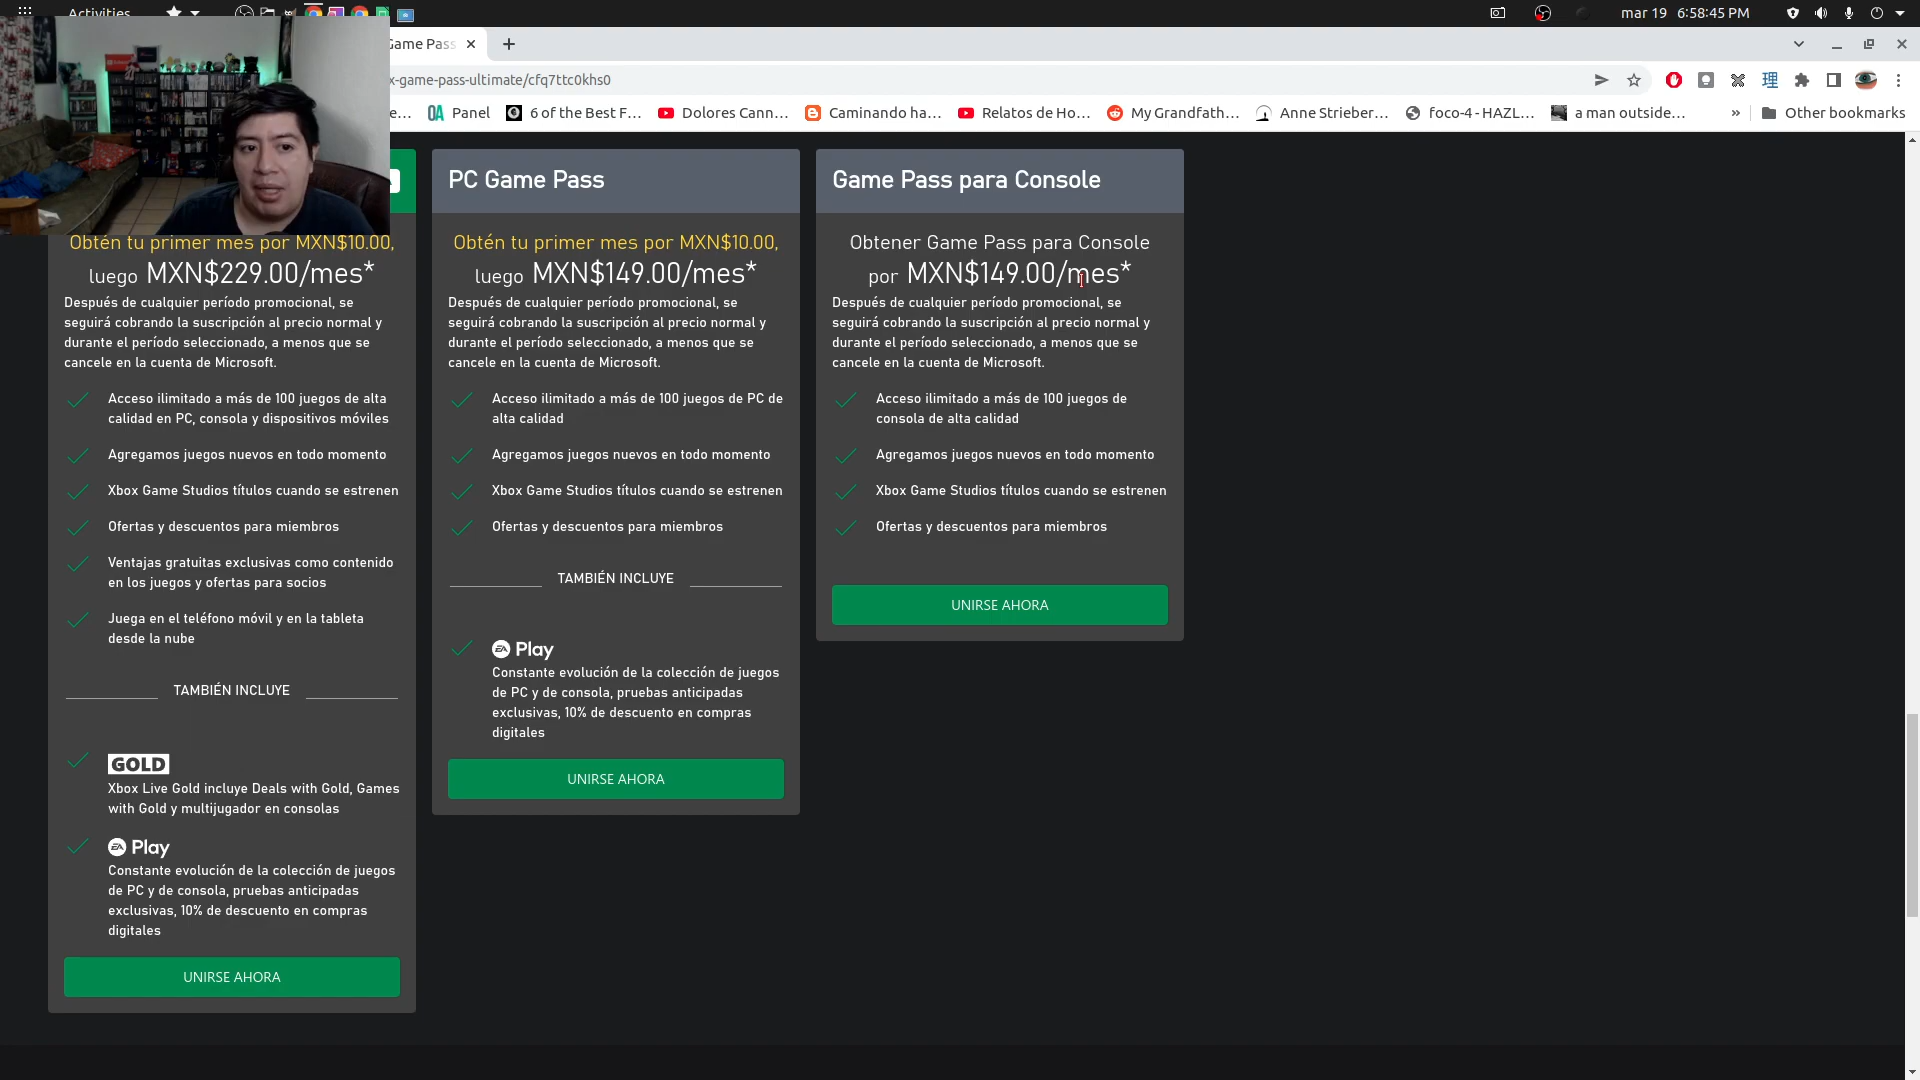 Activities
mar 19 6:58:45 PM
Game Pass
x-game-pass-ultimate/cfq7ttc0khs0
e...
QA Panel
6 of the Best F...
Dolores Cann...
Caminando ha...
Relatos de Ho...
My Grandfath...
Anne Strieber...
foco-4 - HAZL...
a man outside...
»
Other bookmarks
Obtén tu primer mes por MXN$10.00,
luego MXN$229.00/mes*
Después de cualquier período promocional, se
seguirá cobrando la suscripción al precio normal y
durante el período seleccionado, a menos que se
cancele en la cuenta de Microsoft.
Acceso ilimitado a más de 100 juegos de alta
calidad en PC, consola y dispositivos móviles
Agregamos juegos nuevos en todo momento
Xbox Game Studios títulos cuando se estrenen
Ofertas y descuentos para miembros
Ventajas gratuitas exclusivas como contenido
en los juegos y ofertas para socios
Juega en el teléfono móvil y en la tableta
desde la nube
TAMBIÉN INCLUYE
GOLD
Xbox Live Gold incluye Deals with Gold, Games
with Gold y multijugador en consolas
EA Play
Constante evolución de la colección de juegos
de PC y de consola, pruebas anticipadas
exclusivas, 10% de descuento en compras
digitales
UNIRSE AHORA
PC Game Pass
Obtén tu primer mes por MXN$10.00,
luego MXN$149.00/mes*
Después de cualquier período promocional, se
seguirá cobrando la suscripción al precio normal y
durante el período seleccionado, a menos que se
cancele en la cuenta de Microsoft.
Acceso ilimitado a más de 100 juegos de PC de
alta calidad
Agregamos juegos nuevos en todo momento
Xbox Game Studios títulos cuando se estrenen
Ofertas y descuentos para miembros
TAMBIÉN INCLUYE
EA Play
Constante evolución de la colección de juegos
de PC y de consola, pruebas anticipadas
exclusivas, 10% de descuento en compras
digitales
UNIRSE AHORA
Game Pass para Console
Obtener Game Pass para Console
por MXN$149.00/mes*
Después de cualquier período promocional, se
seguirá cobrando la suscripción al precio normal y
durante el período seleccionado, a menos que se
cancele en la cuenta de Microsoft.
Acceso ilimitado a más de 100 juegos de
consola de alta calidad
Agregamos juegos nuevos en todo momento
Xbox Game Studios títulos cuando se estrenen
Ofertas y descuentos para miembros
UNIRSE AHORA